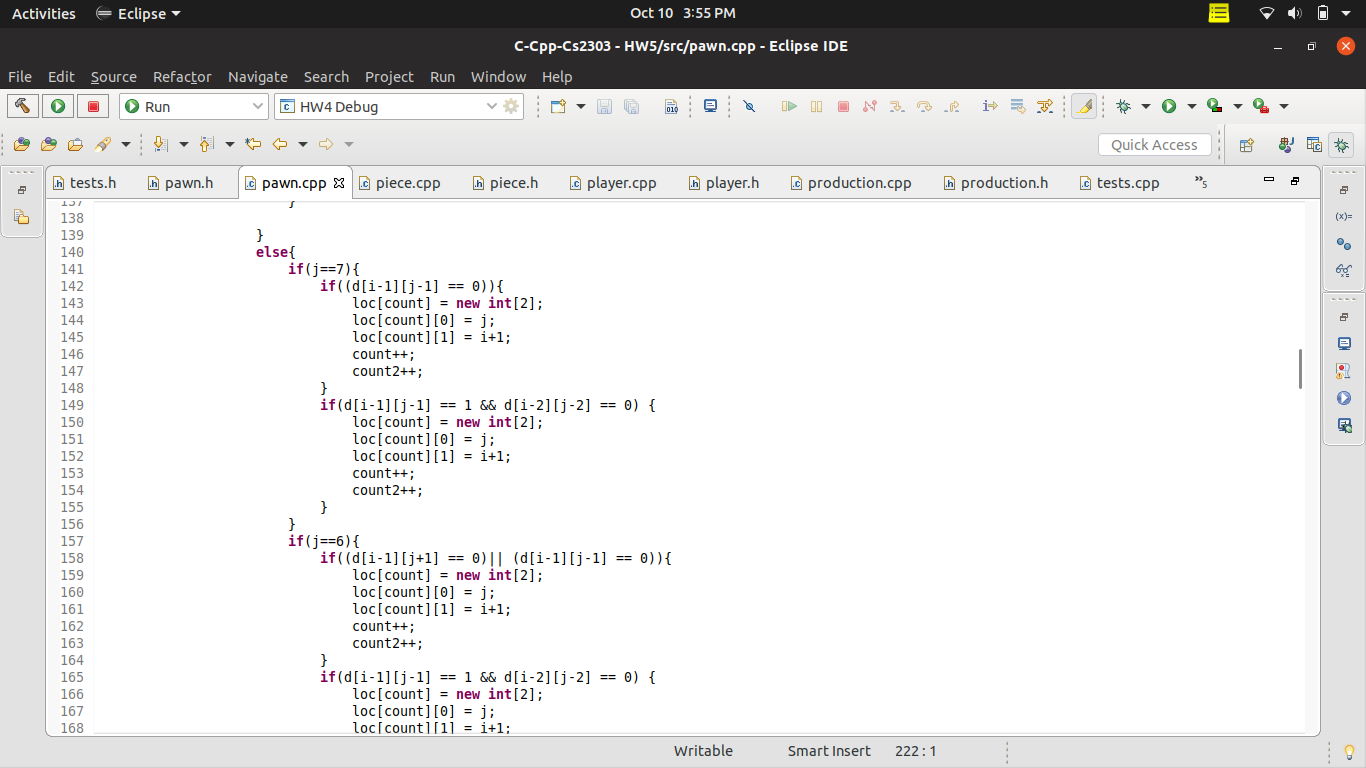 Activities Eclipse Oct 10 3:55 PM
C-Cpp-Cs2303 - HW5/src/pawn.cpp - Eclipse IDE
File Edit Source Refactor Navigate Search Project Run Window Help
Run HW4 Debug
Quick Access
tests.h pawn.h pawn.cpp piece.cpp piece.h player.cpp player.h production.cpp production.h tests.cpp »5
137 }
138
139 }
140 else{
141 if(j==7){
142 if((d[i-1][j-1] == 0)){
143 loc[count] = new int[2];
144 loc[count][0] = j;
145 loc[count][1] = i+1;
146 count++;
147 count2++;
148 }
149 if(d[i-1][j-1] == 1 && d[i-2][j-2] == 0) {
150 loc[count] = new int[2];
151 loc[count][0] = j;
152 loc[count][1] = i+1;
153 count++;
154 count2++;
155 }
156 }
157 if(j==6){
158 if((d[i-1][j+1] == 0)|| (d[i-1][j-1] == 0)){
159 loc[count] = new int[2];
160 loc[count][0] = j;
161 loc[count][1] = i+1;
162 count++;
163 count2++;
164 }
165 if(d[i-1][j-1] == 1 && d[i-2][j-2] == 0) {
166 loc[count] = new int[2];
167 loc[count][0] = j;
168 loc[count][1] = i+1;
Writable Smart Insert 222 : 1